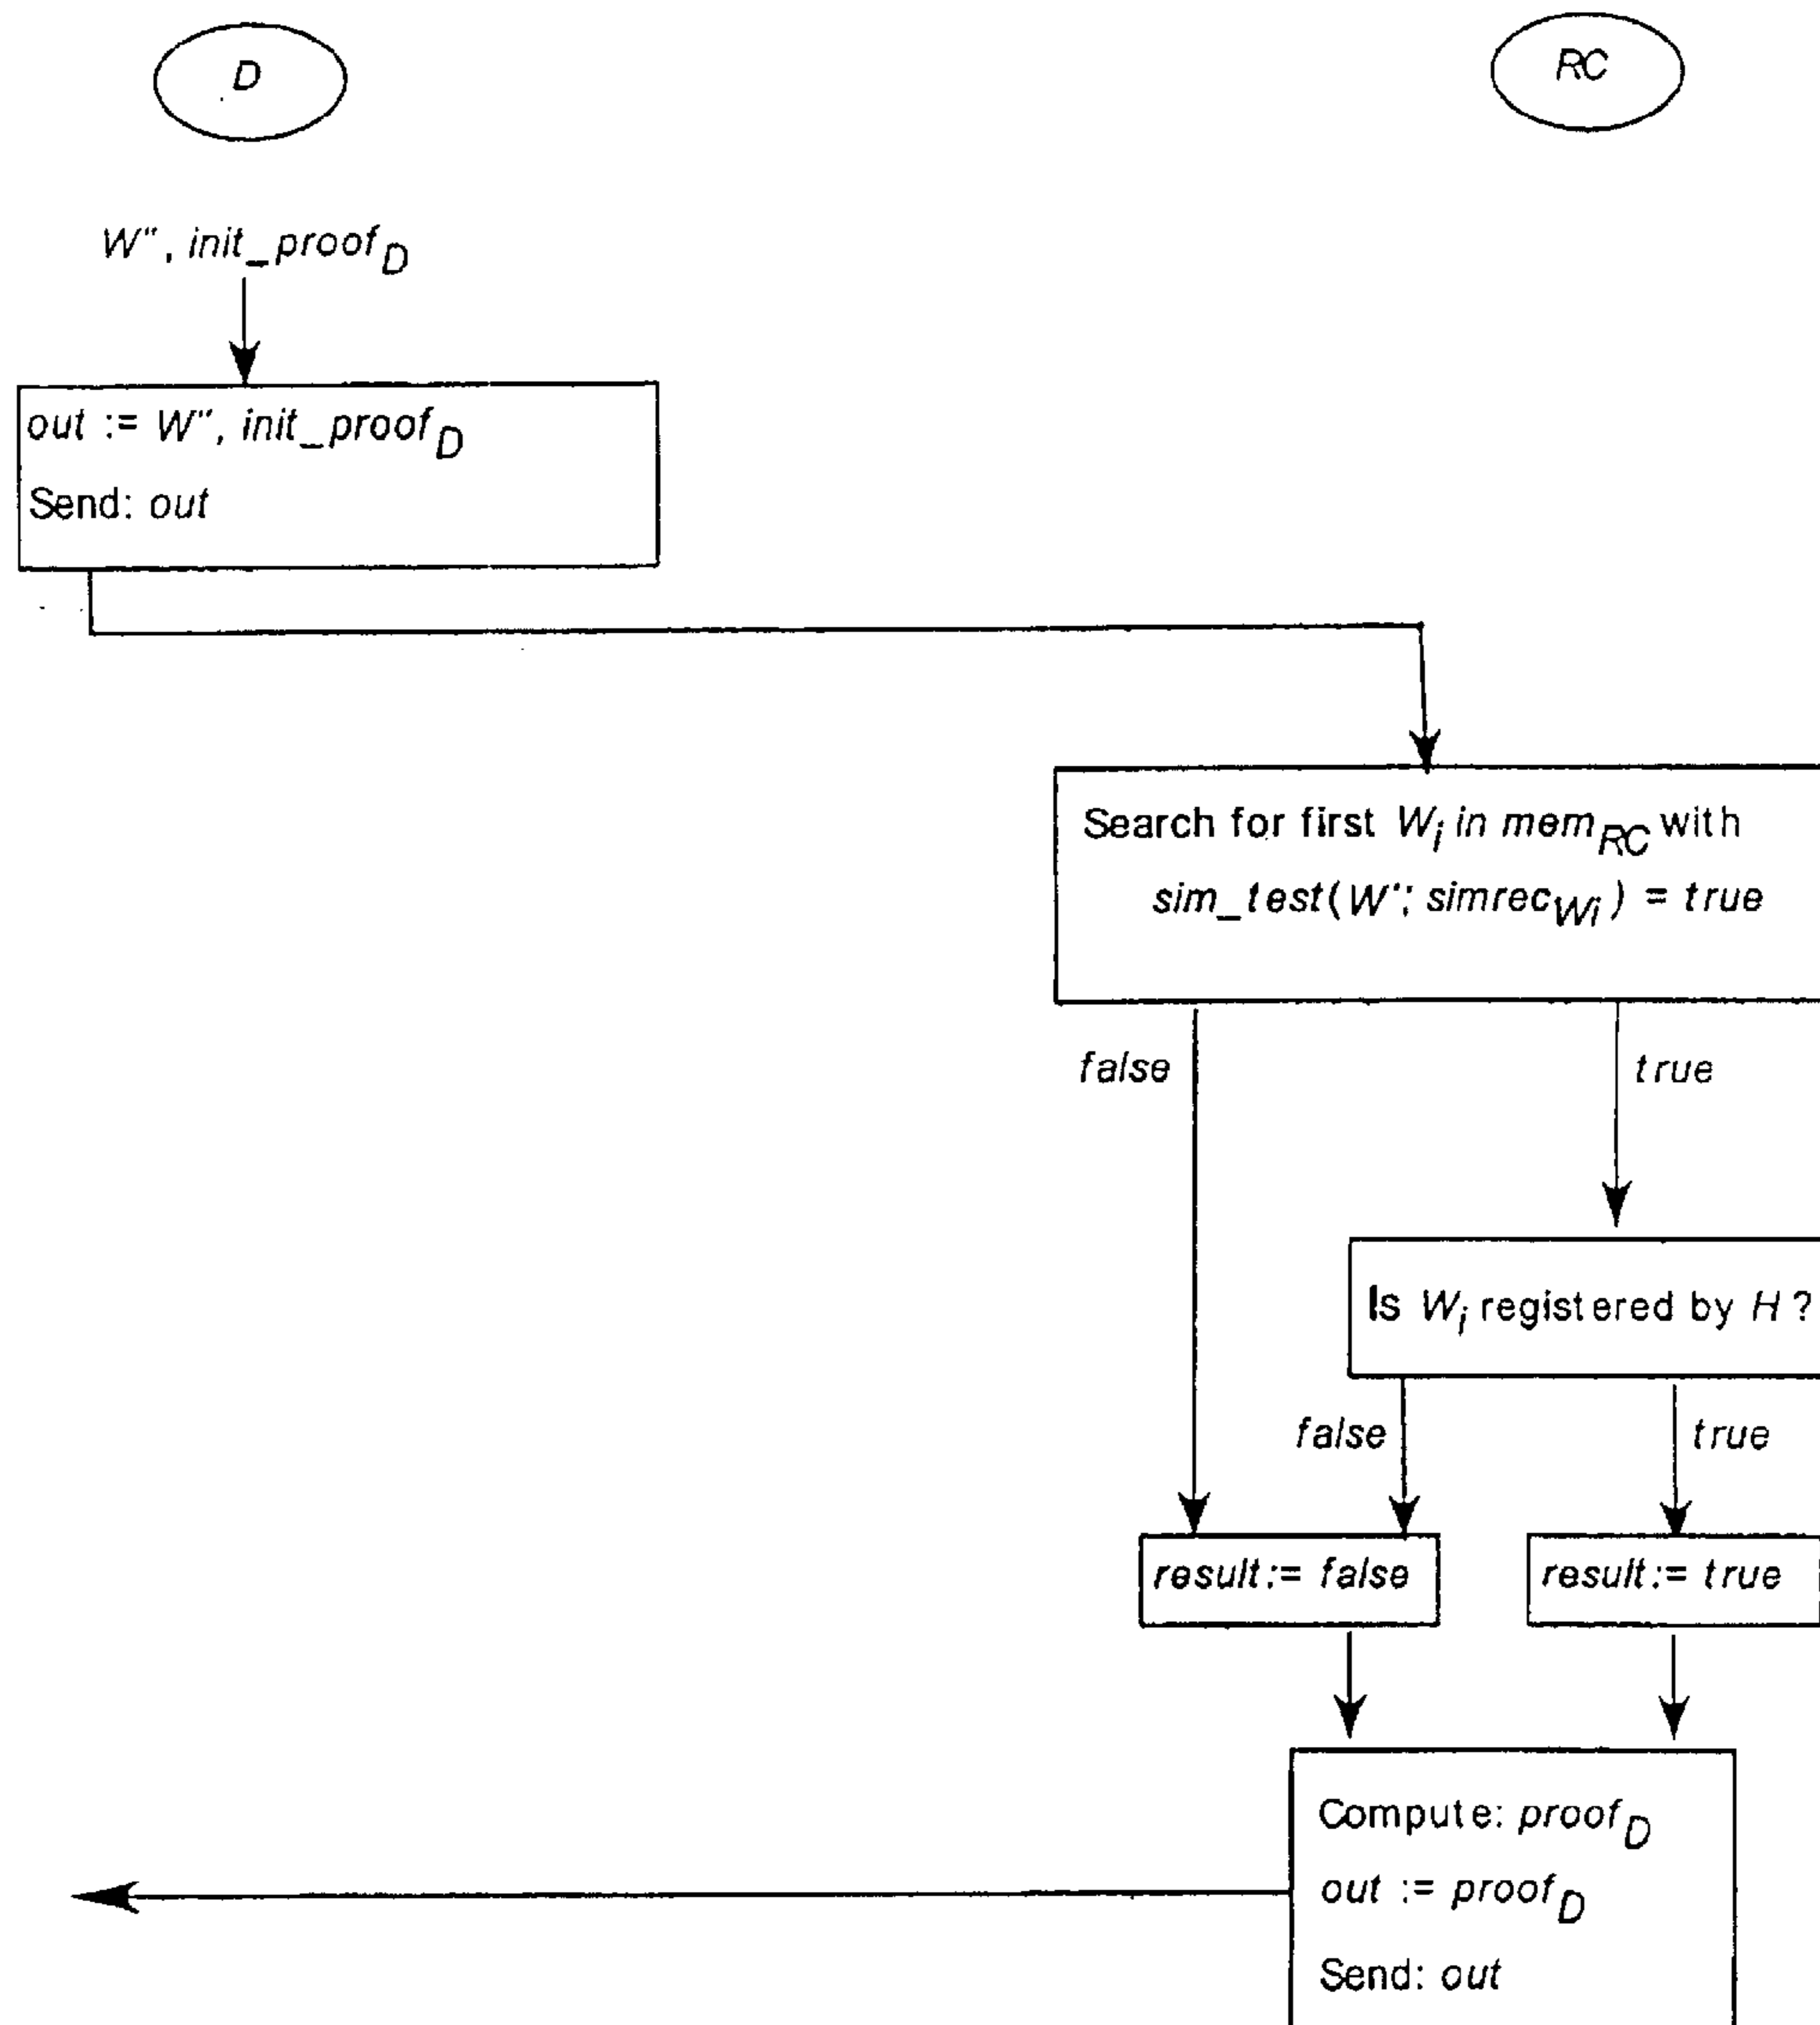 D
RC
W'', init_proof_D
out := W'', init_proof_D
Send: out
Search for first W_i in mem_RC with
sim_test(W'; simrec_Wi) = true
false
true
Is W_i registered by H?
false
true
result:= false
result:= true
Compute: proof_D
out := proof_D
Send: out